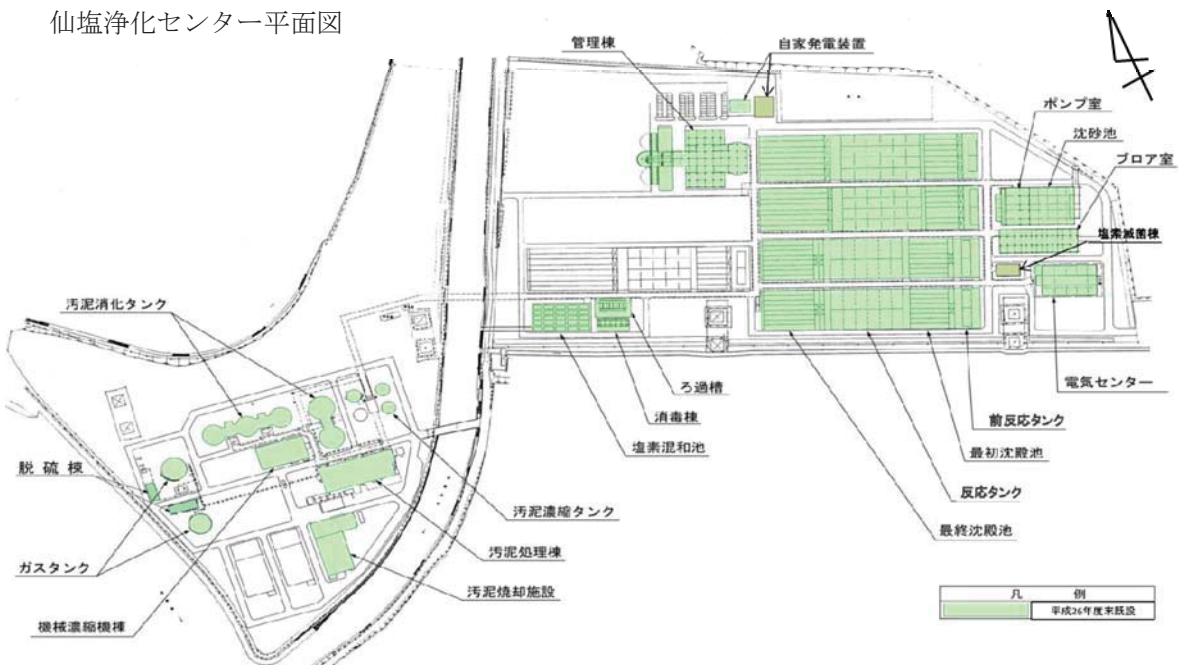 仙塩浄化センター平面図
管理棟
自家発電装置
ポンプ室
沈砂池
ブロア室
塩素滅菌棟
汚泥消化タンク
電気センター
ろ過槽
消毒棟
塩素混和池
前反応タンク
最初沈殿池
反応タンク
最終沈殿池
脱硫棟
汚泥濃縮タンク
汚泥処理棟
ガスタンク
汚泥焼却施設
機械濃縮機棟
凡 例
平成26年度末既設